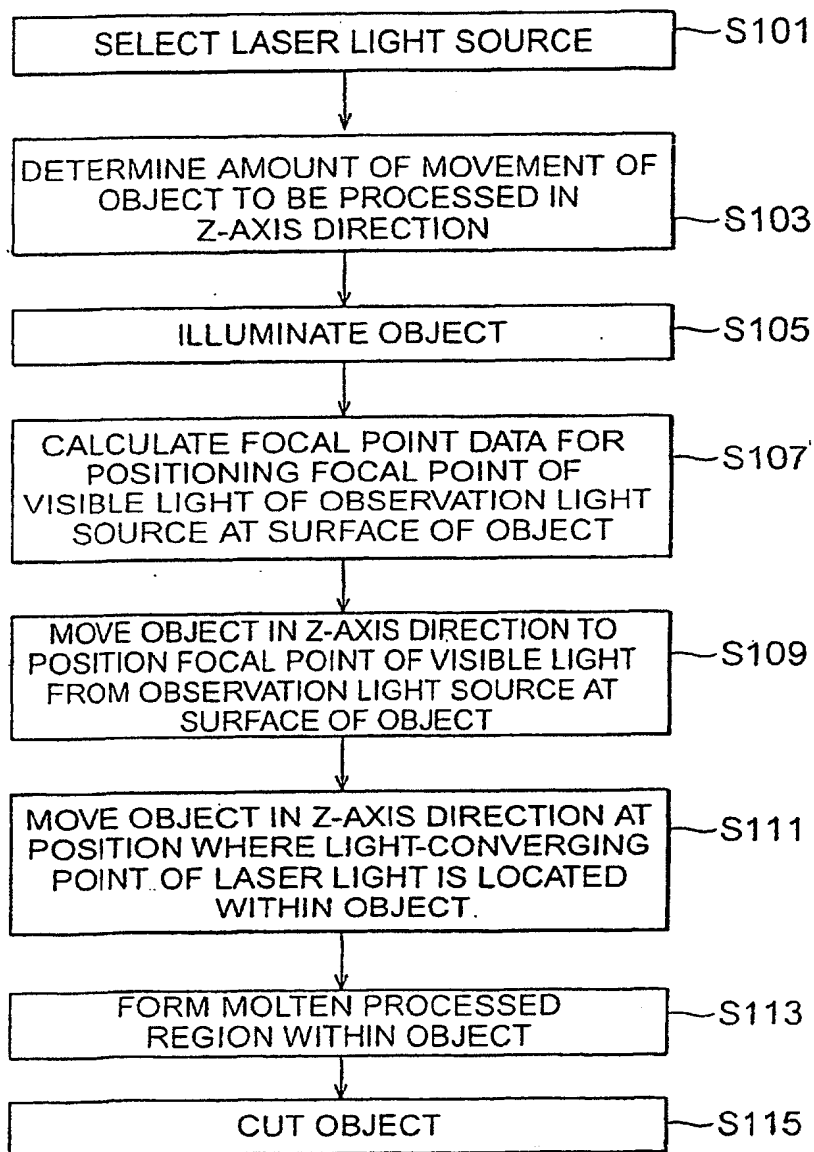 SELECT LASER LIGHT SOURCE
S101
DETERMINE AMOUNT OF MOVEMENT OF
OBJECT TO BE PROCESSED IN
Z-AXIS DIRECTION
S103
ILLUMINATE OBJECT
S105
CALCULATE FOCAL POINT DATA FOR
POSITIONING FOCAL POINT OF
VISIBLE LIGHT OF OBSERVATION LIGHT
SOURCE AT SURFACE OF OBJECT
S107
MOVE OBJECT IN Z-AXIS DIRECTION TO
POSITION FOCAL POINT OF VISIBLE LIGHT
FROM OBSERVATION LIGHT SOURCE AT
SURFACE OF OBJECT
S109
MOVE OBJECT IN Z-AXIS DIRECTION AT
POSITION WHERE LIGHT-CONVERGING
POINT OF LASER LIGHT IS LOCATED
WITHIN OBJECT.
S111
FORM MOLTEN PROCESSED
REGION WITHIN OBJECT
S113
CUT OBJECT
S115